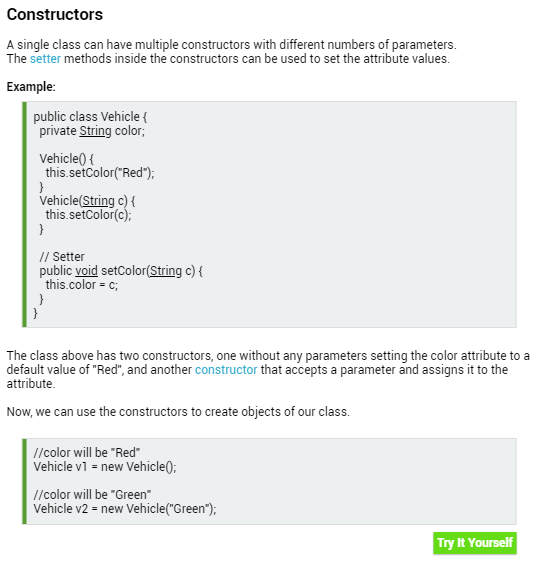 Constructors
A single class can have multiple constructors with different numbers of parameters.
The setter methods inside the constructors can be used to set the attribute values.
Example:
public class Vehicle {
private String color;
Vehicle() {
this.setColor("Red");
}
Vehicle(String c) {
this.setColor(c);
}
// Setter
public void setColor(String c) {
this.color = c;
}
}
The class above has two constructors, one without any parameters setting the color attribute to a
default value of "Red", and another constructor that accepts a parameter and assigns it to the
attribute.
Now, we can use the constructors to create objects of our class.
//color will be "Red"
Vehicle v1 = new Vehicle();
//color will be "Green"
Vehicle v2 = new Vehicle("Green");
Try It Yourself